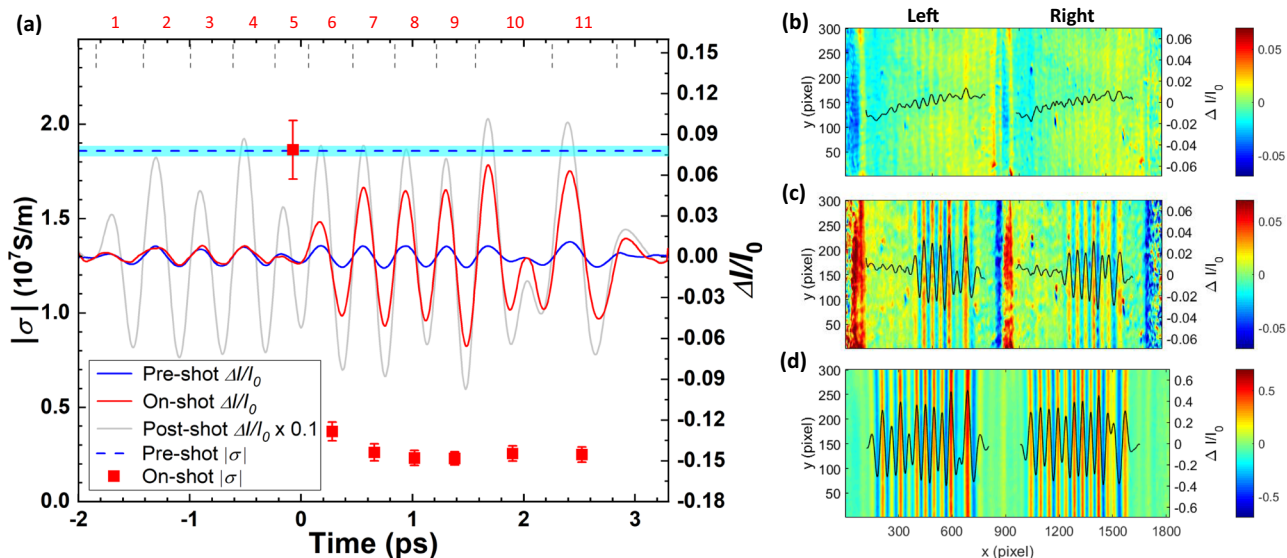 (a)
1 2 3 4 5 6 7 8 9 10 11
|σ| (10⁷S/m)
2.0
1.5
1.0
0.5
0.0
0.15
0.12
0.09
0.06
0.03
0.00
-0.03
-0.06
-0.09
-0.12
-0.15
-0.18
ΔI/I₀
Pre-shot ΔI/I₀
On-shot ΔI/I₀
Post-shot ΔI/I₀ x 0.1
Pre-shot |σ|
On-shot |σ|
-2 -1 0 1 2 3
Time (ps)
(b)
Left Right
y (pixel)
300
250
200
150
100
50
0.06
0.04
0.02
0
-0.02
-0.04
-0.06
Δ I/I₀
0.05
0
-0.05
(c)
y (pixel)
300
250
200
150
100
50
0.06
0.04
0.02
0
-0.02
-0.04
-0.06
Δ I/I₀
0.05
0
-0.05
(d)
y (pixel)
300
250
200
150
100
50
0.6
0.4
0.2
0
-0.2
-0.4
-0.6
Δ I/I₀
0.5
0
-0.5
300 600 900 1200 1500 1800
x (pixel)